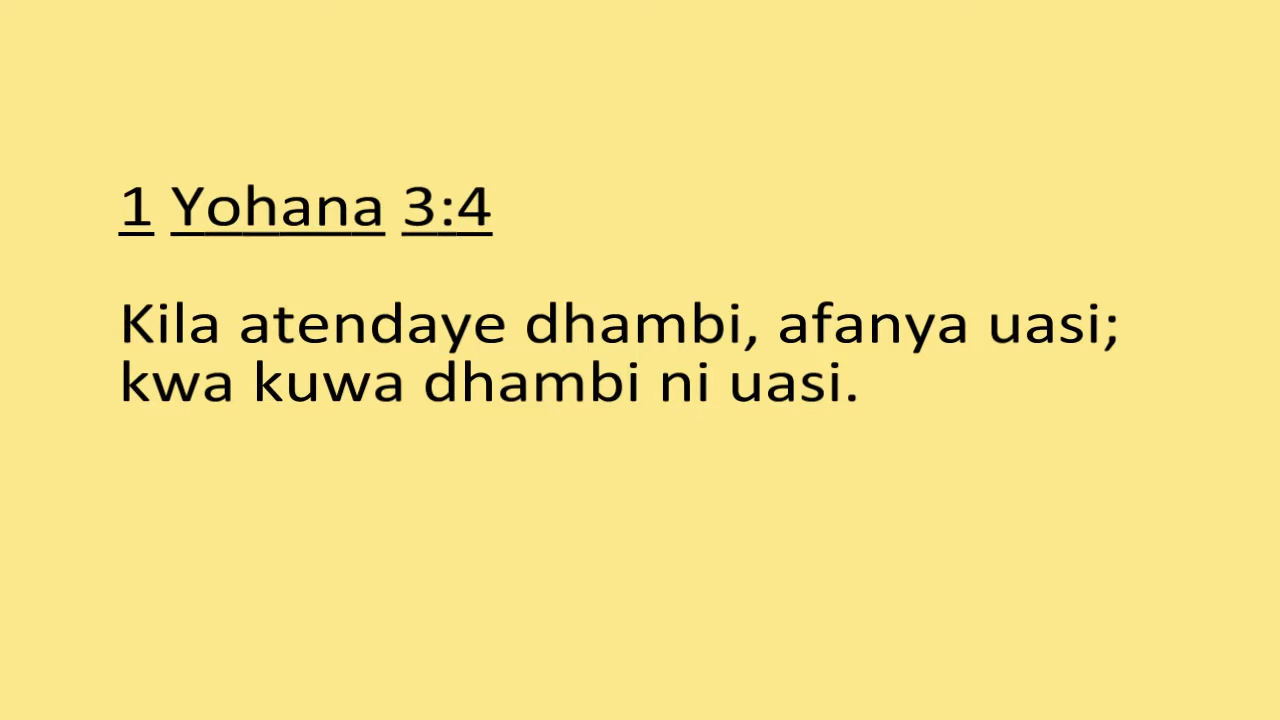 1 Yohana 3:4
Kila atendaye dhambi, afanya uasi;
kwa kuwa dhambi ni uasi.